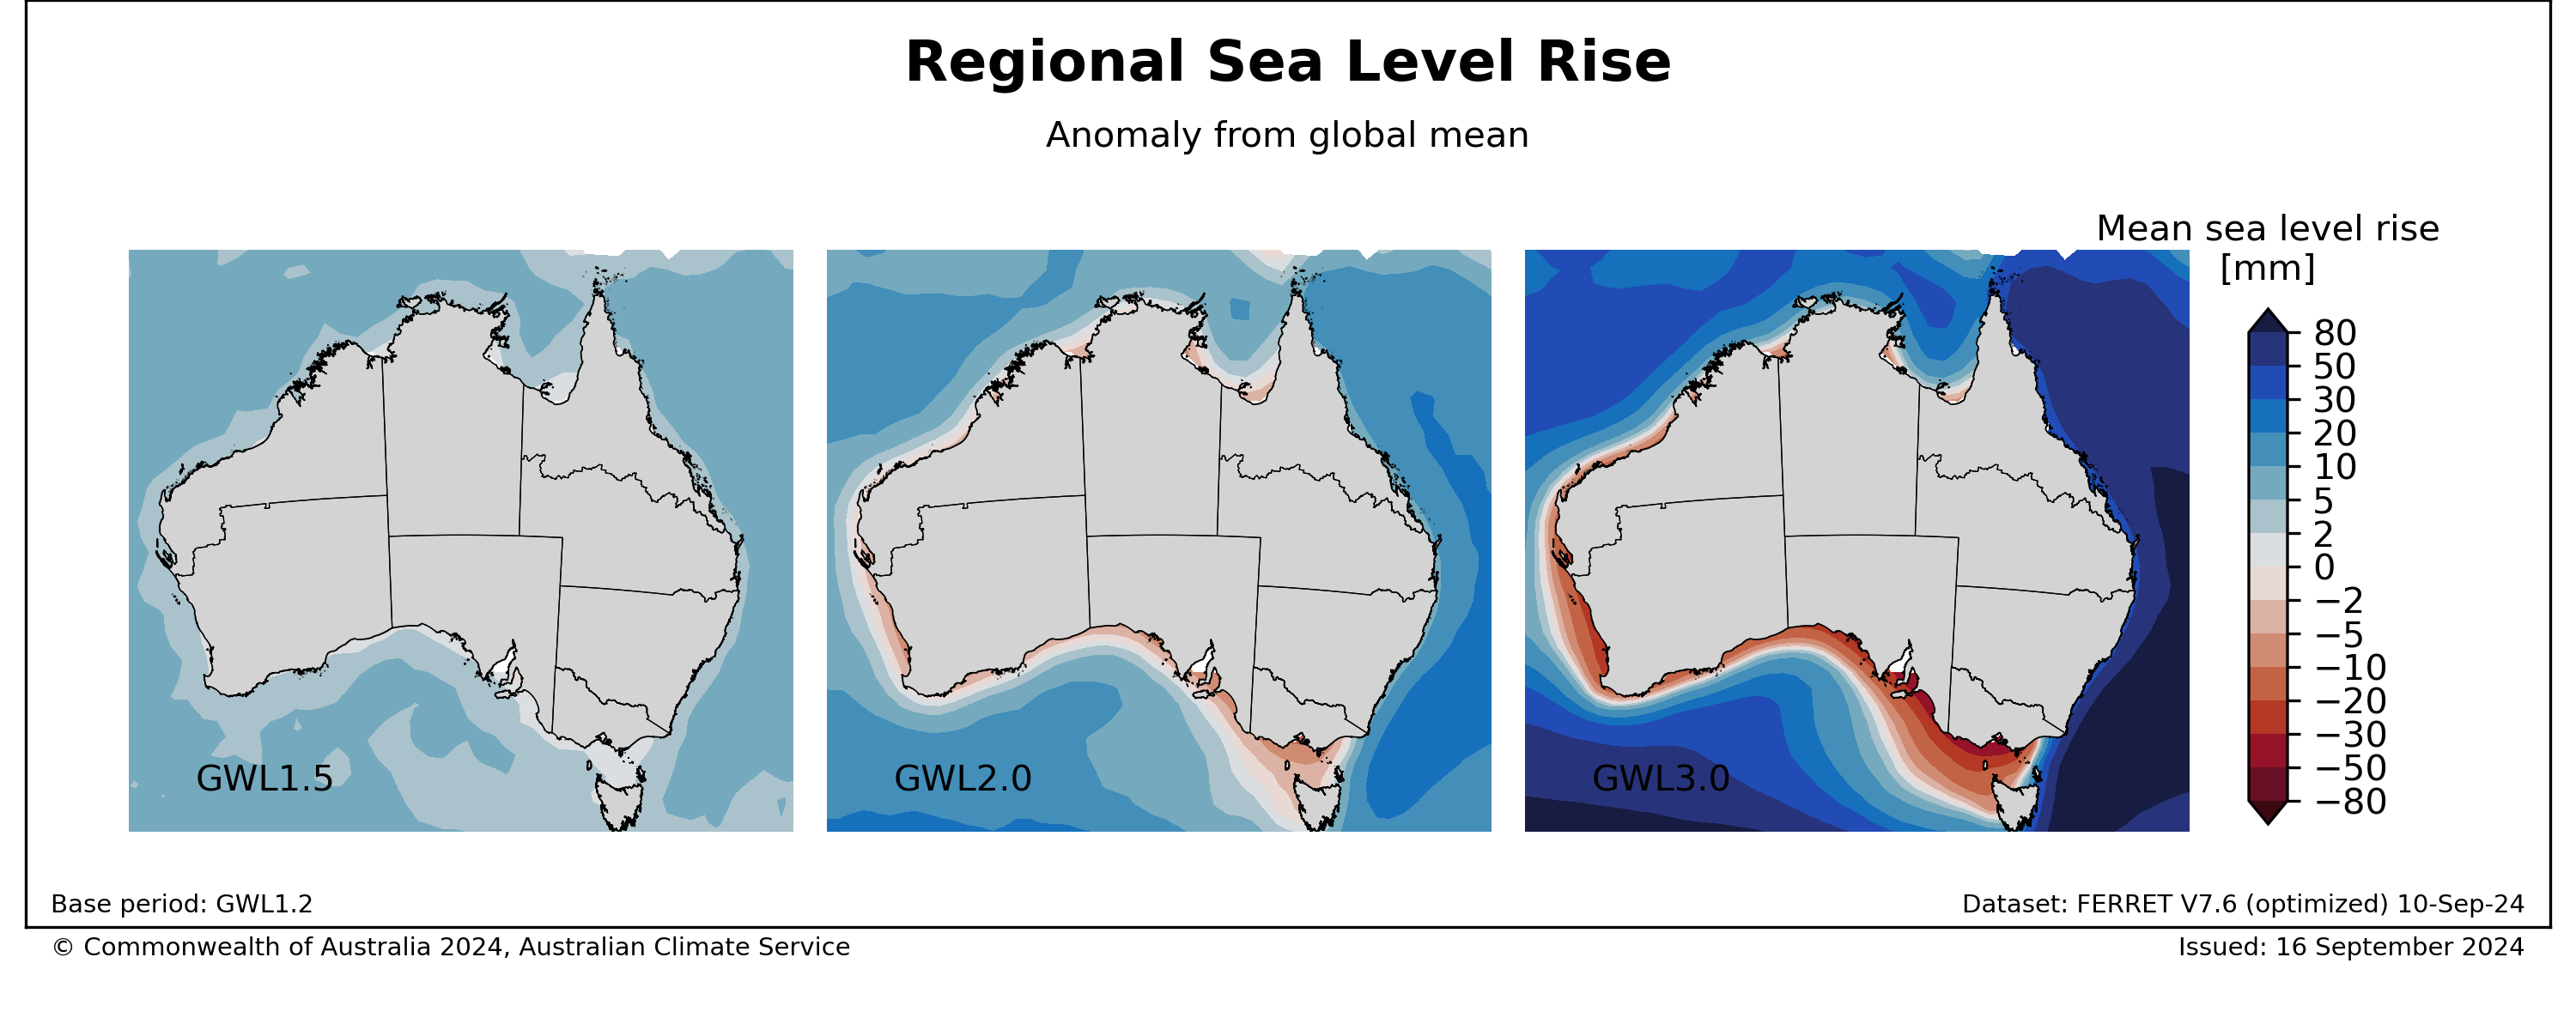 Regional Sea Level Rise
Anomaly from global mean
Mean sea level rise
[mm]
80
50
30
20
10
5
2
0
−2
−5
−10
−20
−30
−50
−80
GWL1.5
GWL2.0
GWL3.0
Base period: GWL1.2
Dataset: FERRET V7.6 (optimized) 10-Sep-24
© Commonwealth of Australia 2024, Australian Climate Service
Issued: 16 September 2024